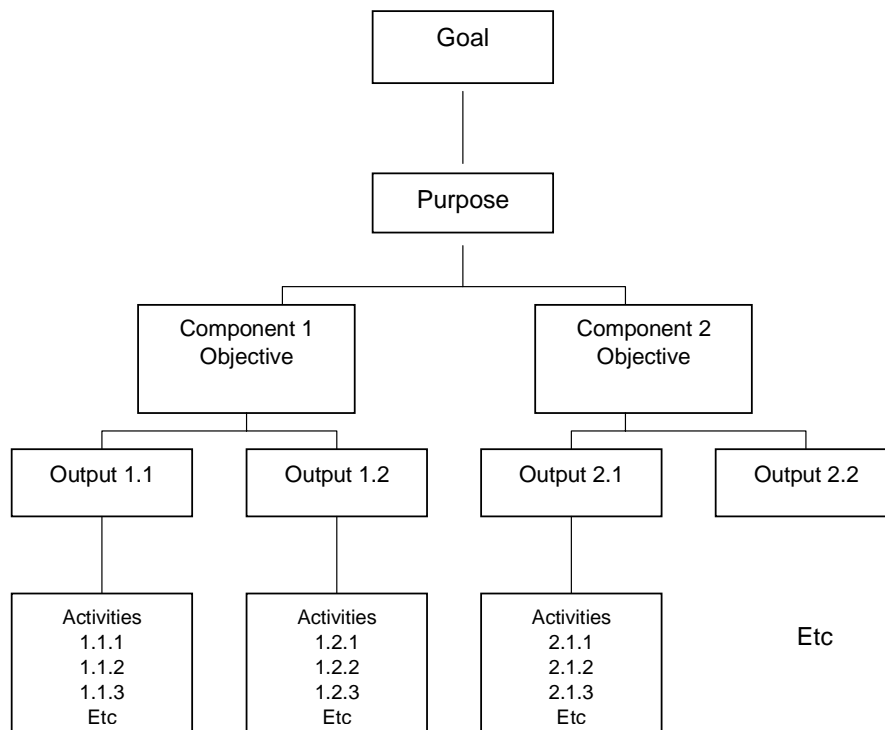 Goal
Purpose
Component 1
Objective
Component 2
Objective
Output 1.1
Output 1.2
Output 2.1
Output 2.2
Activities
1.1.1
1.1.2
1.1.3
Etc
Activities
1.2.1
1.2.2
1.2.3
Etc
Activities
2.1.1
2.1.2
2.1.3
Etc
Etc